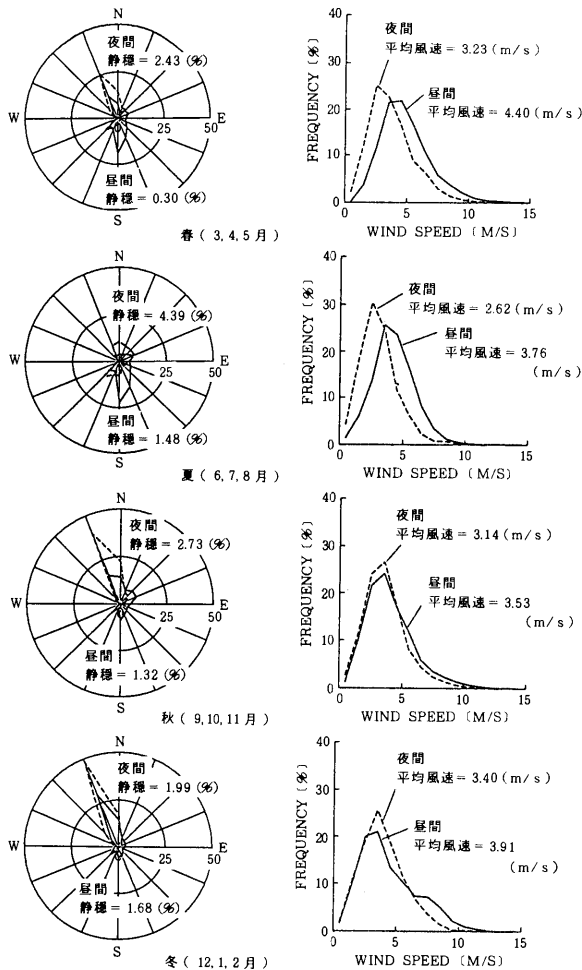 N
夜間
静穏 = 2.43 (%)
W
25
50
E
昼間
静穏 = 0.30 (%)
S
春 ( 3, 4, 5月 )
FREQUENCY [%]
50
40
30
20
10
0
夜間
平均風速 = 3.23 (m/s)
昼間
平均風速 = 4.40 (m/s)
0
5
10
15
WIND SPEED [M/S]
N
夜間
静穏 = 4.39 (%)
W
25
50
E
昼間
静穏 = 1.48 (%)
S
夏 ( 6, 7, 8月 )
FREQUENCY [%]
40
30
20
10
0
夜間
平均風速 = 2.62 (m/s)
昼間
平均風速 = 3.76
(m/s)
0
5
10
15
WIND SPEED [M/S]
N
夜間
静穏 = 2.73 (%)
W
25
50
E
昼間
静穏 = 1.32 (%)
S
秋 ( 9, 10, 11月 )
FREQUENCY [%]
40
30
20
10
0
夜間
平均風速 = 3.14 (m/s)
昼間
平均風速 = 3.53
(m/s)
0
5
10
15
WIND SPEED [M/S]
N
夜間
静穏 = 1.99 (%)
W
25
50
E
昼間
静穏 = 1.68 (%)
S
冬 ( 12, 1, 2月 )
FREQUENCY [%]
40
30
20
10
0
夜間
平均風速 = 3.40 (m/s)
昼間
平均風速 = 3.91
(m/s)
0
5
10
15
WIND SPEED [M/S]